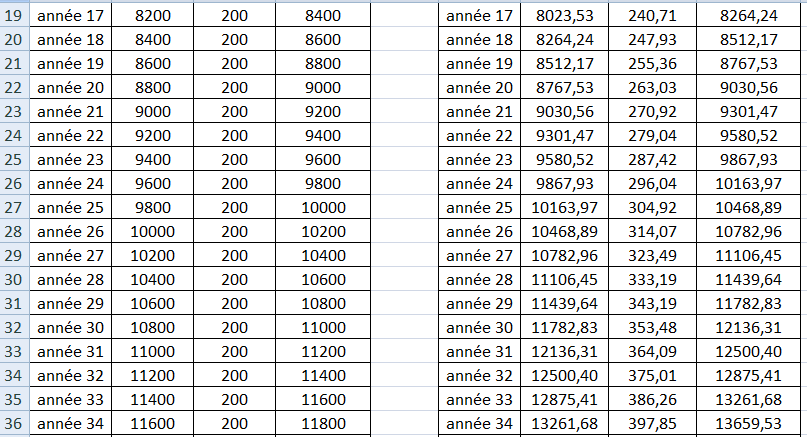 19 année 17 8200 200 8400 année 17 8023,53 240,71 8264,24
20 année 18 8400 200 8600 année 18 8264,24 247,93 8512,17
21 année 19 8600 200 8800 année 19 8512,17 255,36 8767,53
22 année 20 8800 200 9000 année 20 8767,53 263,03 9030,56
23 année 21 9000 200 9200 année 21 9030,56 270,92 9301,47
24 année 22 9200 200 9400 année 22 9301,47 279,04 9580,52
25 année 23 9400 200 9600 année 23 9580,52 287,42 9867,93
26 année 24 9600 200 9800 année 24 9867,93 296,04 10163,97
27 année 25 9800 200 10000 année 25 10163,97 304,92 10468,89
28 année 26 10000 200 10200 année 26 10468,89 314,07 10782,96
29 année 27 10200 200 10400 année 27 10782,96 323,49 11106,45
30 année 28 10400 200 10600 année 28 11106,45 333,19 11439,64
31 année 29 10600 200 10800 année 29 11439,64 343,19 11782,83
32 année 30 10800 200 11000 année 30 11782,83 353,48 12136,31
33 année 31 11000 200 11200 année 31 12136,31 364,09 12500,40
34 année 32 11200 200 11400 année 32 12500,40 375,01 12875,41
35 année 33 11400 200 11600 année 33 12875,41 386,26 13261,68
36 année 34 11600 200 11800 année 34 13261,68 397,85 13659,53